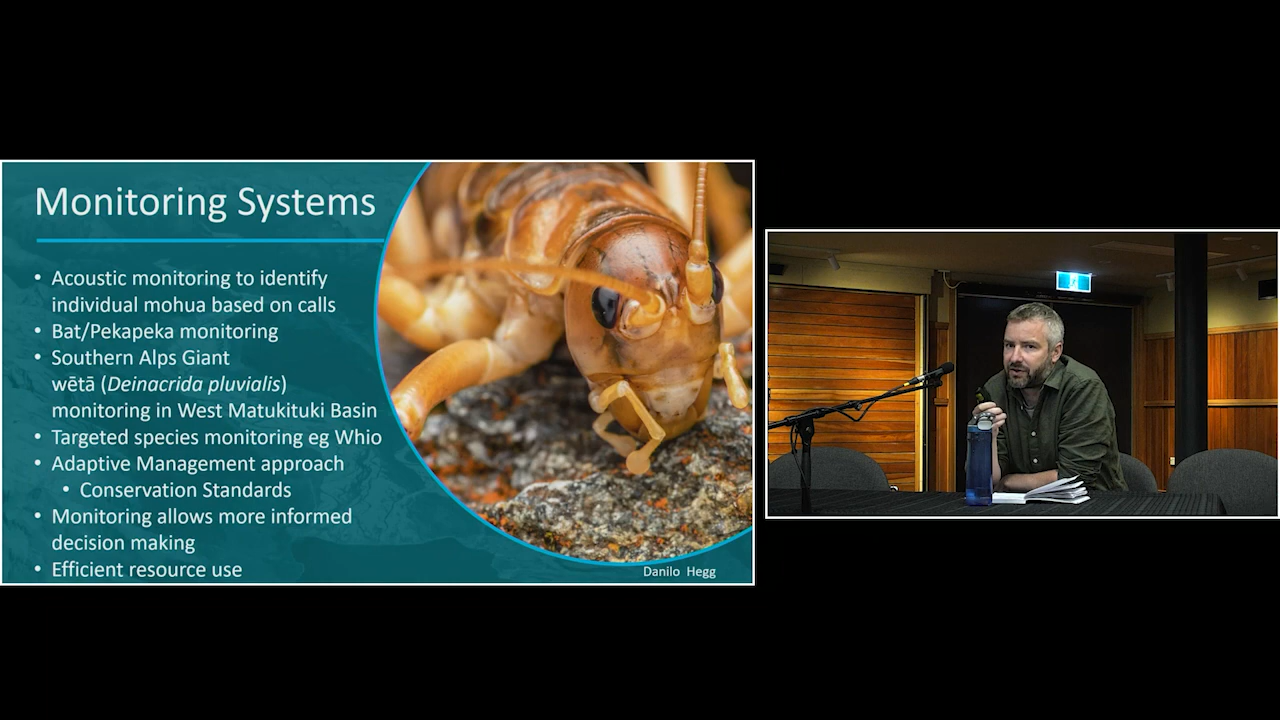 Monitoring Systems
• Acoustic monitoring to identify
individual mohua based on calls
• Bat/Pekapeka monitoring
• Southern Alps Giant
wētā (Deinacrida pluvialis)
monitoring in West Matukituki Basin
• Targeted species monitoring eg Whio
• Adaptive Management approach
• Conservation Standards
• Monitoring allows more informed
decision making
• Efficient resource use
Danilo Hegg